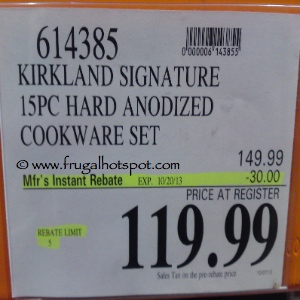 614385
0000006143855
KIRKLAND SIGNATURE
15PC HARD ANODIZED
COOKWARE SET
www.frugalhotspot.com
149.99
Mfr's Instant Rebate EXP. 10/20/13 -30.00
PRICE AT REGISTER
REBATE LIMIT
5
119.99
Sales Tax on the pre-rebate price